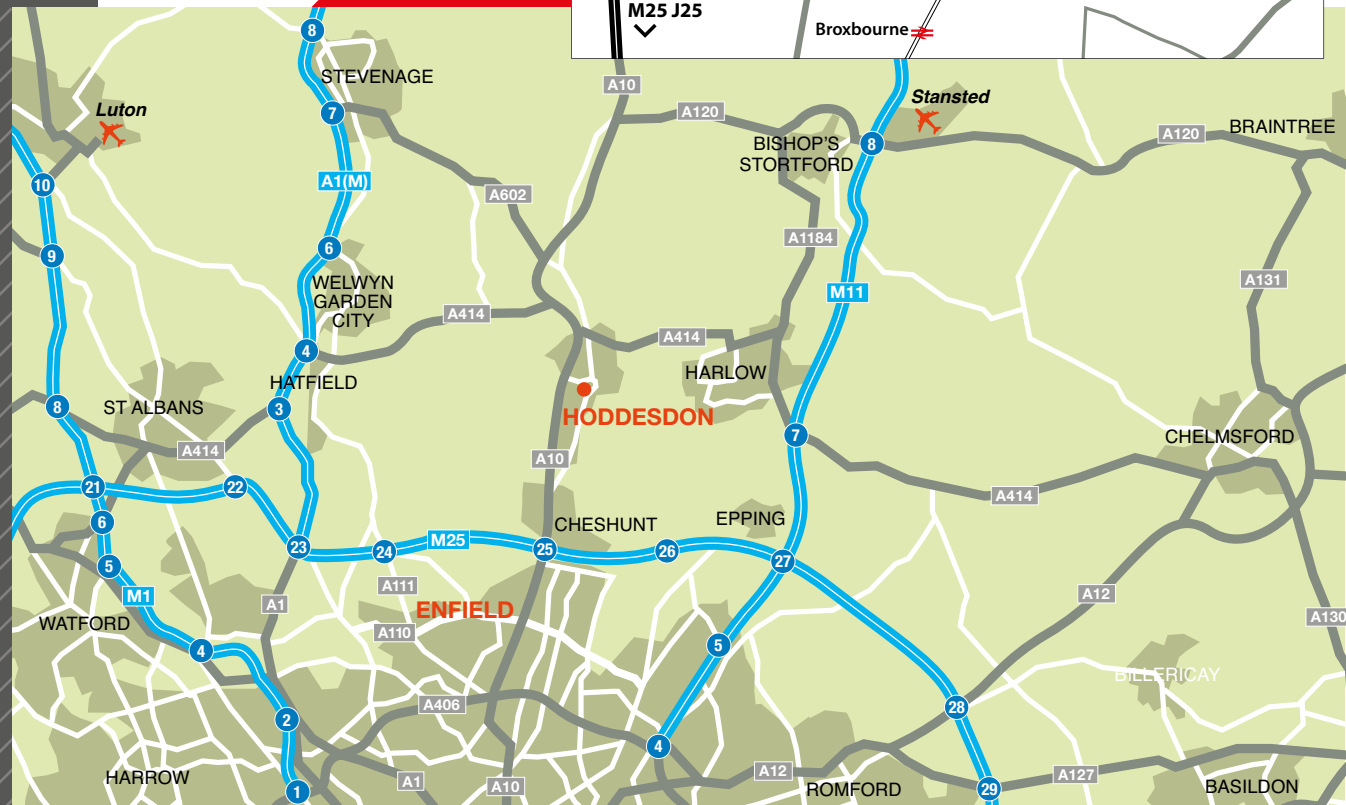 M25 J25
Broxbourne
8
STEVENAGE
A10
Stansted
Luton
7
A120
BISHOP'S
STORTFORD
8
A120
BRAINTREE
10
A1(M)
A602
9
6
A1184
WELWYN
GARDEN
CITY
M11
A131
A414
A414
4
HARLOW
HATFIELD
8
ST ALBANS
3
HODDESDON
7
CHELMSFORD
A414
A10
21
22
A414
6
CHESHUNT
EPPING
23
24
M25
25
26
27
5
A111
M1
A1
ENFIELD
A12
WATFORD
A110
A130
4
5
BILLERICAY
2
A406
28
4
HARROW
A1
A10
A12
ROMFORD
A127
BASILDON
1
29